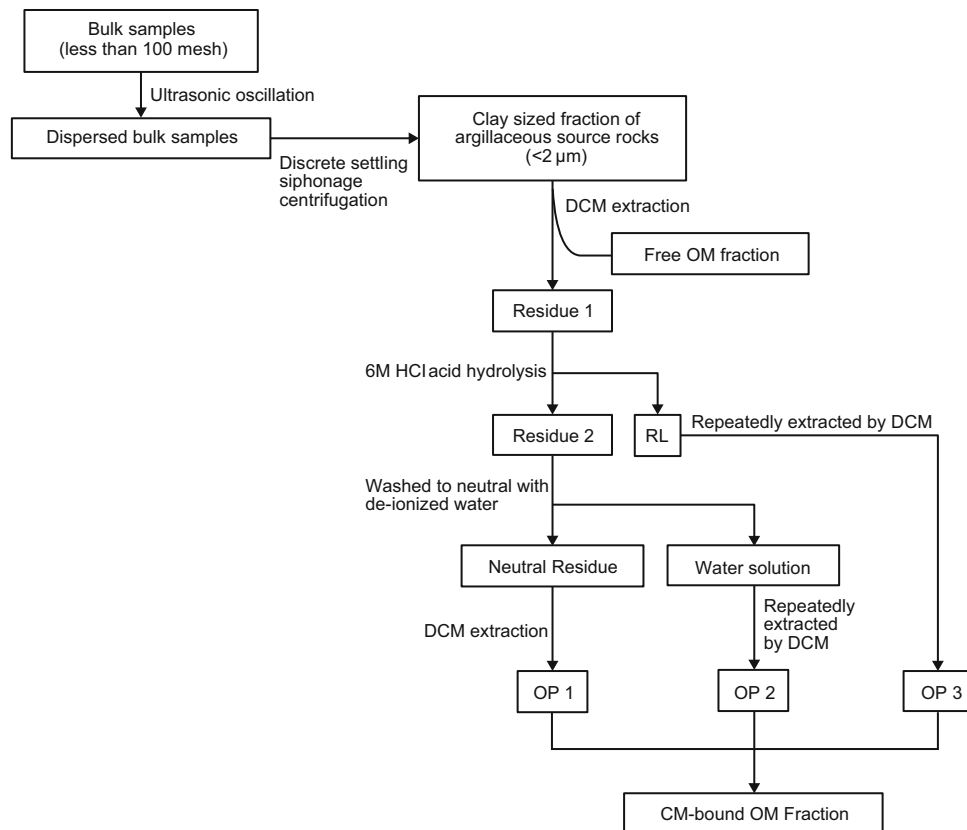 Bulk samples
(less than 100 mesh)
Ultrasonic oscillation
Dispersed bulk samples
Discrete settling
siphonage
centrifugation
Clay sized fraction of
argillaceous source rocks
(<2 µm)
DCM extraction
Free OM fraction
Residue 1
6M HCl acid hydrolysis
Residue 2
RL
Repeatedly extracted by DCM
Washed to neutral with
de-ionized water
Neutral Residue
Water solution
DCM extraction
Repeatedly
extracted
by DCM
OP 1
OP 2
OP 3
CM-bound OM Fraction